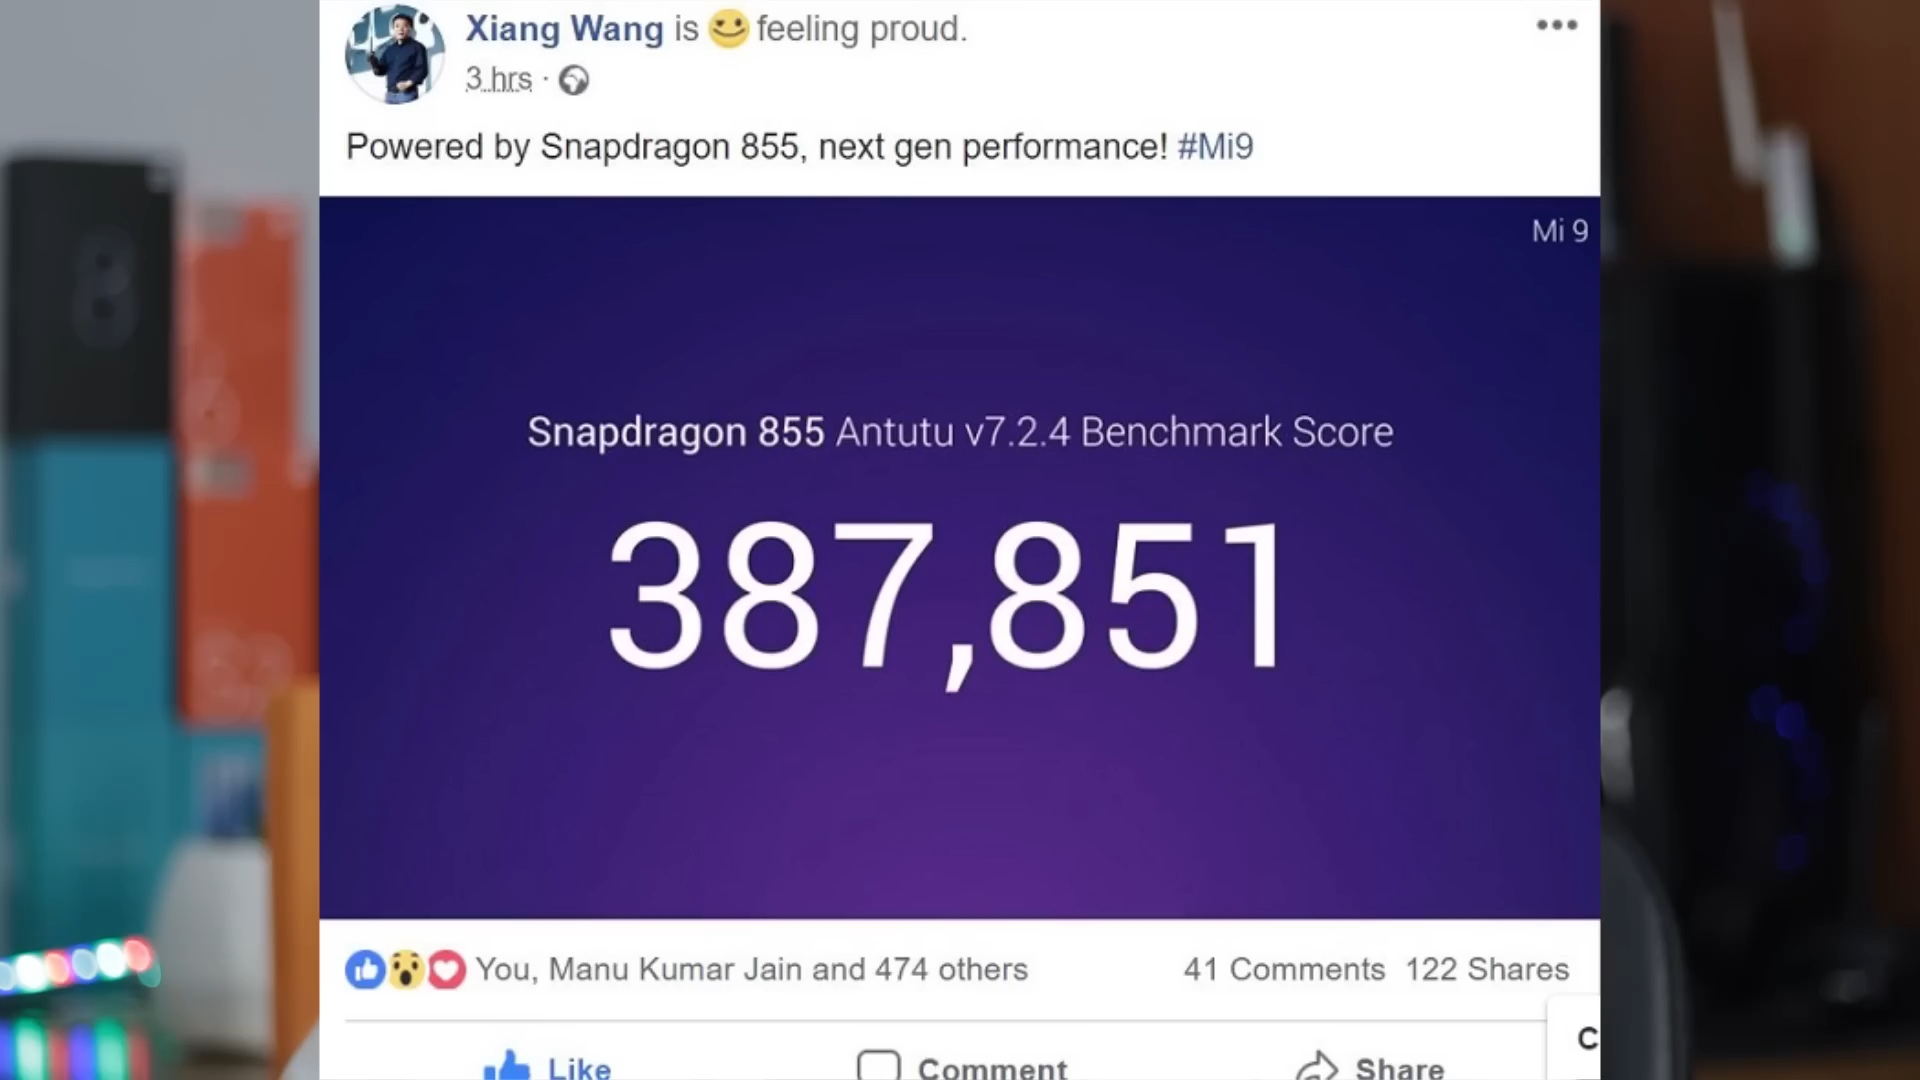 Xiang Wang is feeling proud.
3 hrs ·
Powered by Snapdragon 855, next gen performance! #Mi9
Mi 9
Snapdragon 855 Antutu v7.2.4 Benchmark Score
387,851
You, Manu Kumar Jain and 474 others
41 Comments 122 Shares
C
Like Comment Share
8